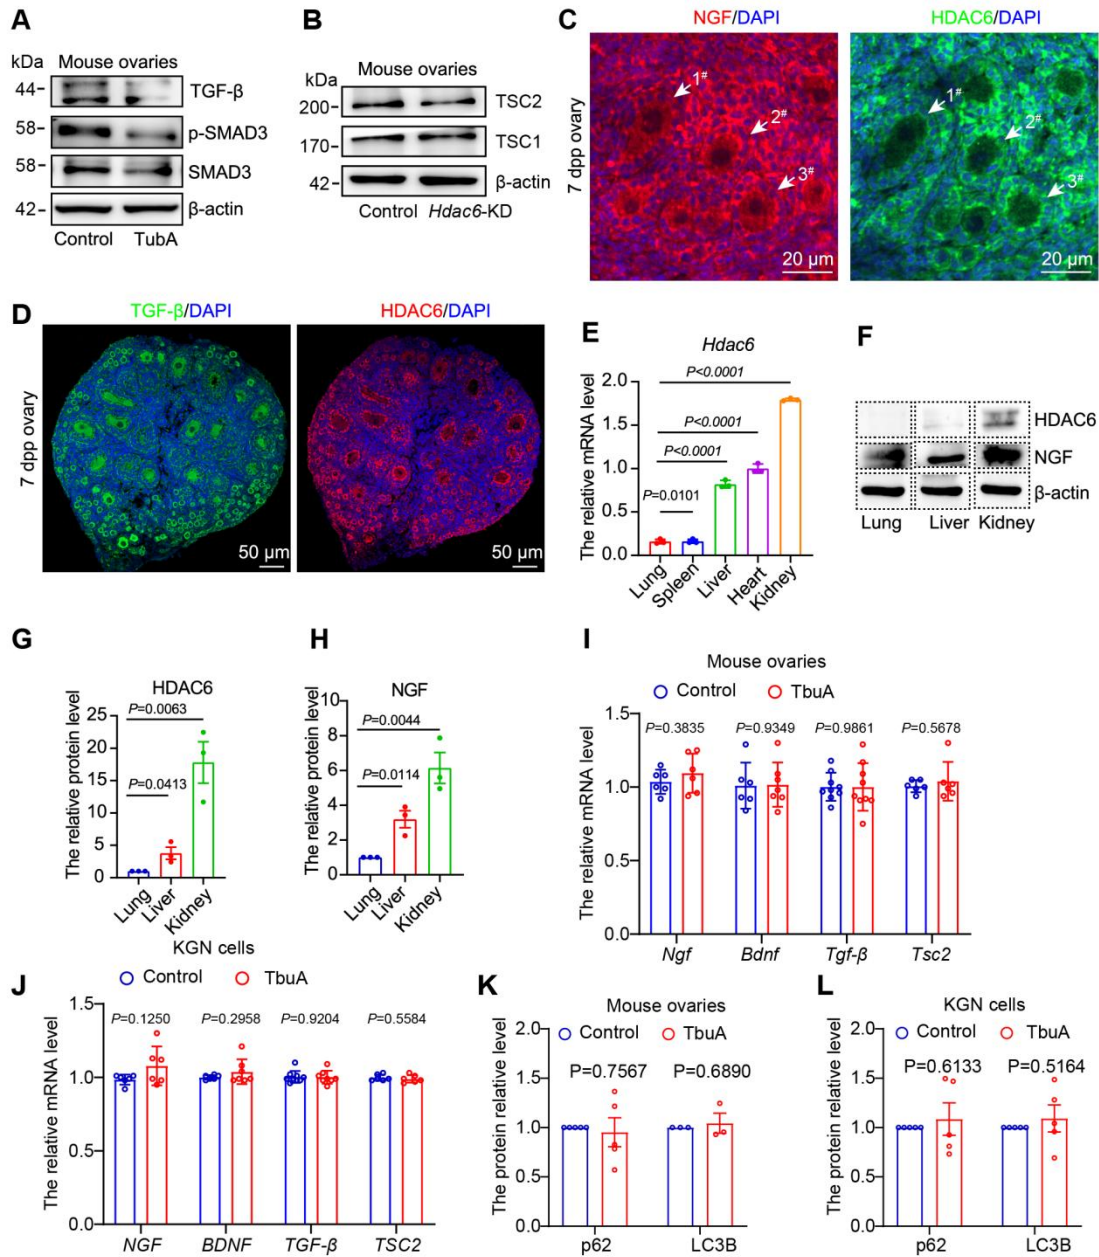 A
kDa
Mouse ovaries
44
TGF-β
58
p-SMAD3
58
SMAD3
42
β-actin
Control TubA
B
kDa
Mouse ovaries
200
TSC2
170
TSC1
42
β-actin
Control Hdac6-KD
C
NGF/DAPI
HDAC6/DAPI
7 dpp ovary
1#
2#
3#
20 μm
1#
2#
3#
20 μm
D
TGF-β/DAPI
HDAC6/DAPI
7 dpp ovary
50 μm
50 μm
E
Hdac6
The relative mRNA level
P<0.0001
P<0.0001
P<0.0001
P=0.0101
2.0
1.5
1.0
0.5
0.0
Lung
Spleen
Liver
Heart
Kidney
F
HDAC6
NGF
β-actin
Lung Liver Kidney
G
HDAC6
The relative protein level
P=0.0063
P=0.0413
25
20
15
10
5
0
Lung
Liver
Kidney
H
NGF
The relative protein level
P=0.0044
P=0.0114
8
6
4
2
0
Lung
Liver
Kidney
I
Mouse ovaries
Control TbuA
The relative mRNA level
P=0.3835 P=0.9349 P=0.9861 P=0.5678
1.5
1.0
0.5
0.0
Ngf Bdnf Tgf-β Tsc2
J
KGN cells
Control TbuA
The relative mRNA level
P=0.1250 P=0.2958 P=0.9204 P=0.5584
1.5
1.0
0.5
0.0
NGF BDNF TGF-β TSC2
K
Mouse ovaries
Control TbuA
The protein relative level
P=0.7567 P=0.6890
2.0
1.5
1.0
0.5
0.0
p62 LC3B
L
KGN cells
Control TbuA
The protein relative level
P=0.6133 P=0.5164
2.0
1.5
1.0
0.5
0.0
p62 LC3B